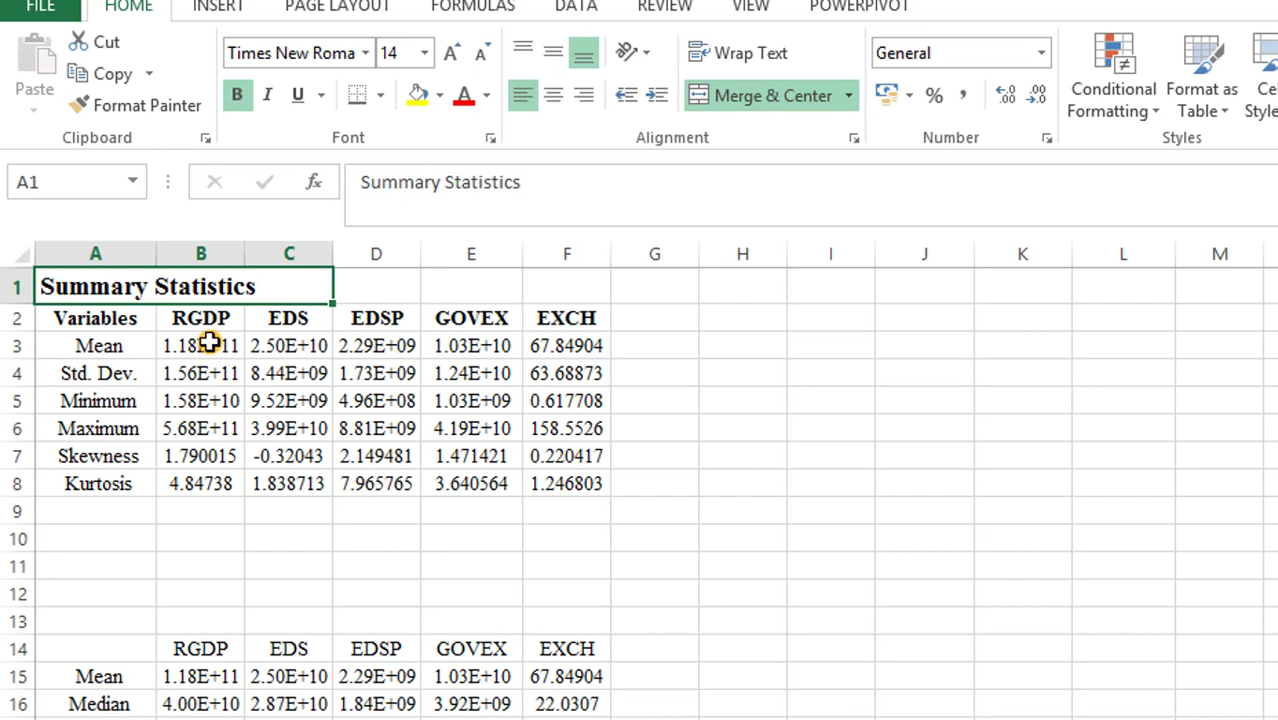 FILE HOME INSERT PAGE LAYOUT FORMULAS DATA REVIEW VIEW POWERPIVOT
Cut
Copy
Format Painter
Paste
Clipboard
Times New Roma 14
B I U
Font
Wrap Text
Merge & Center
Alignment
General
Number
Conditional Formatting
Format as Table
Styles
A1 fx Summary Statistics
A B C D E F G H I J K L M
1 Summary Statistics
2 Variables RGDP EDS EDSP GOVEX EXCH
3 Mean 1.18 11 2.50E+10 2.29E+09 1.03E+10 67.84904
4 Std. Dev. 1.56E+11 8.44E+09 1.73E+09 1.24E+10 63.68873
5 Minimum 1.58E+10 9.52E+09 4.96E+08 1.03E+09 0.617708
6 Maximum 5.68E+11 3.99E+10 8.81E+09 4.19E+10 158.5526
7 Skewness 1.790015 -0.32043 2.149481 1.471421 0.220417
8 Kurtosis 4.84738 1.838713 7.965765 3.640564 1.246803
9
10
11
12
13
14 RGDP EDS EDSP GOVEX EXCH
15 Mean 1.18E+11 2.50E+10 2.29E+09 1.03E+10 67.84904
16 Median 4.00E+10 2.87E+10 1.84E+09 3.92E+09 22.0307